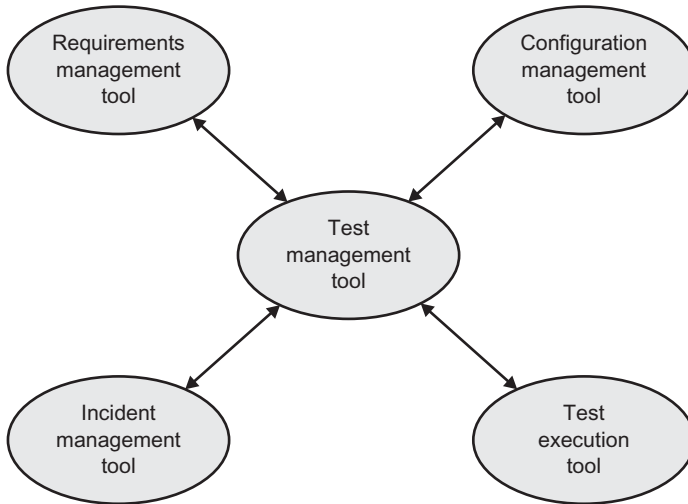 Requirements
management
tool
Configuration
management
tool
Test
management
tool
Incident
management
tool
Test
execution
tool